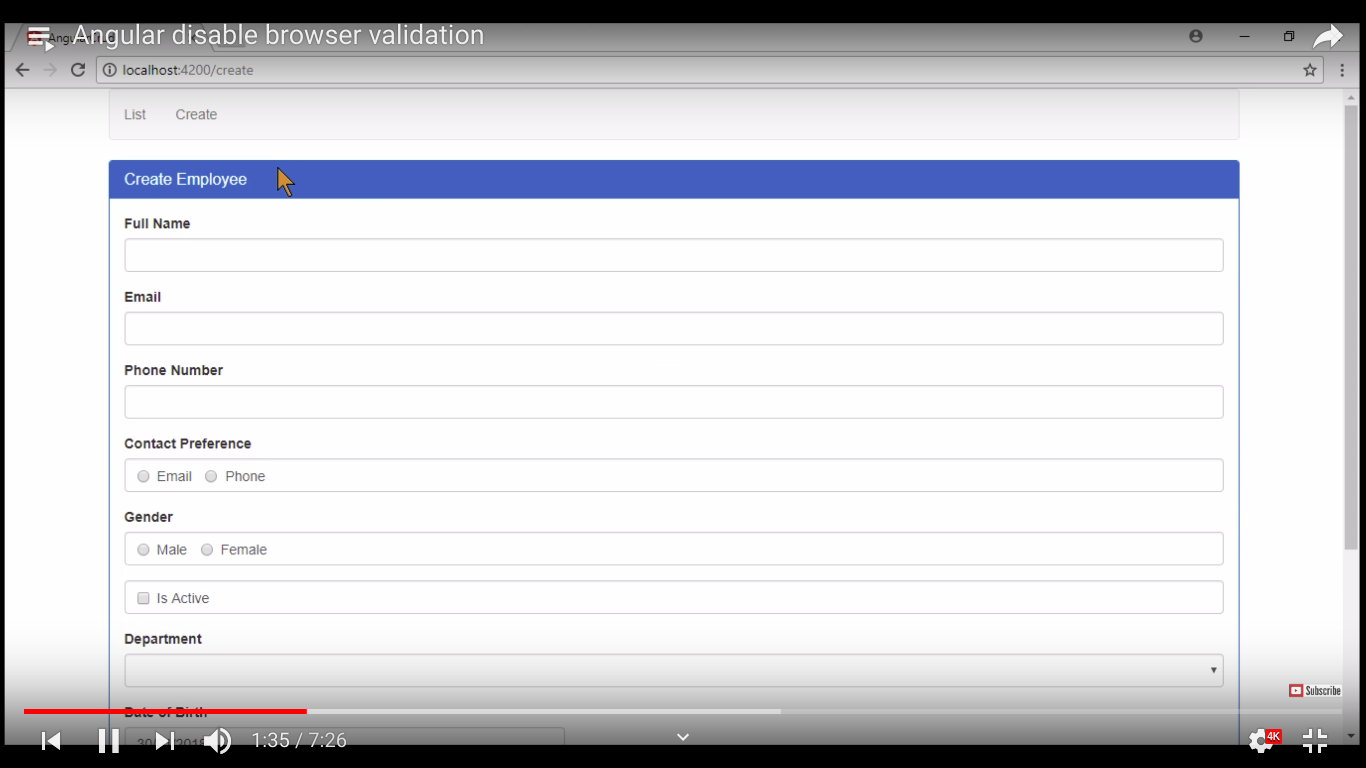 Angular disable browser validation
localhost:4200/create
List Create
Create Employee
Full Name
Email
Phone Number
Contact Preference
Email Phone
Gender
Male Female
Is Active
Department
Subscribe
Date of Birth
1:35 / 7:26
4K